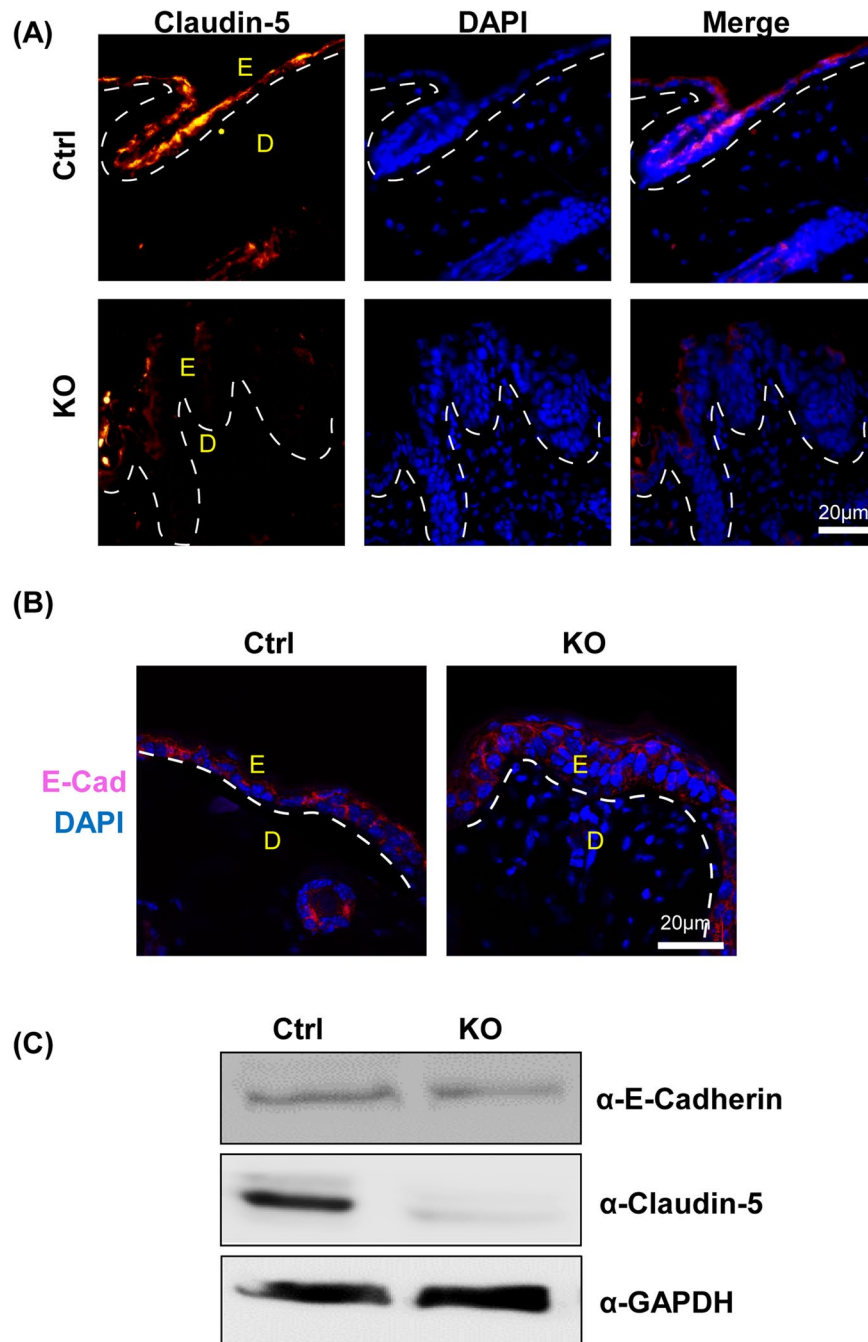 (A)
Claudin-5 DAPI Merge
Ctrl
E
D
KO
E
D
20µm
(B)
Ctrl KO
E-Cad
DAPI
E
D
E
D
20µm
(C)
Ctrl KO
α-E-Cadherin
α-Claudin-5
α-GAPDH